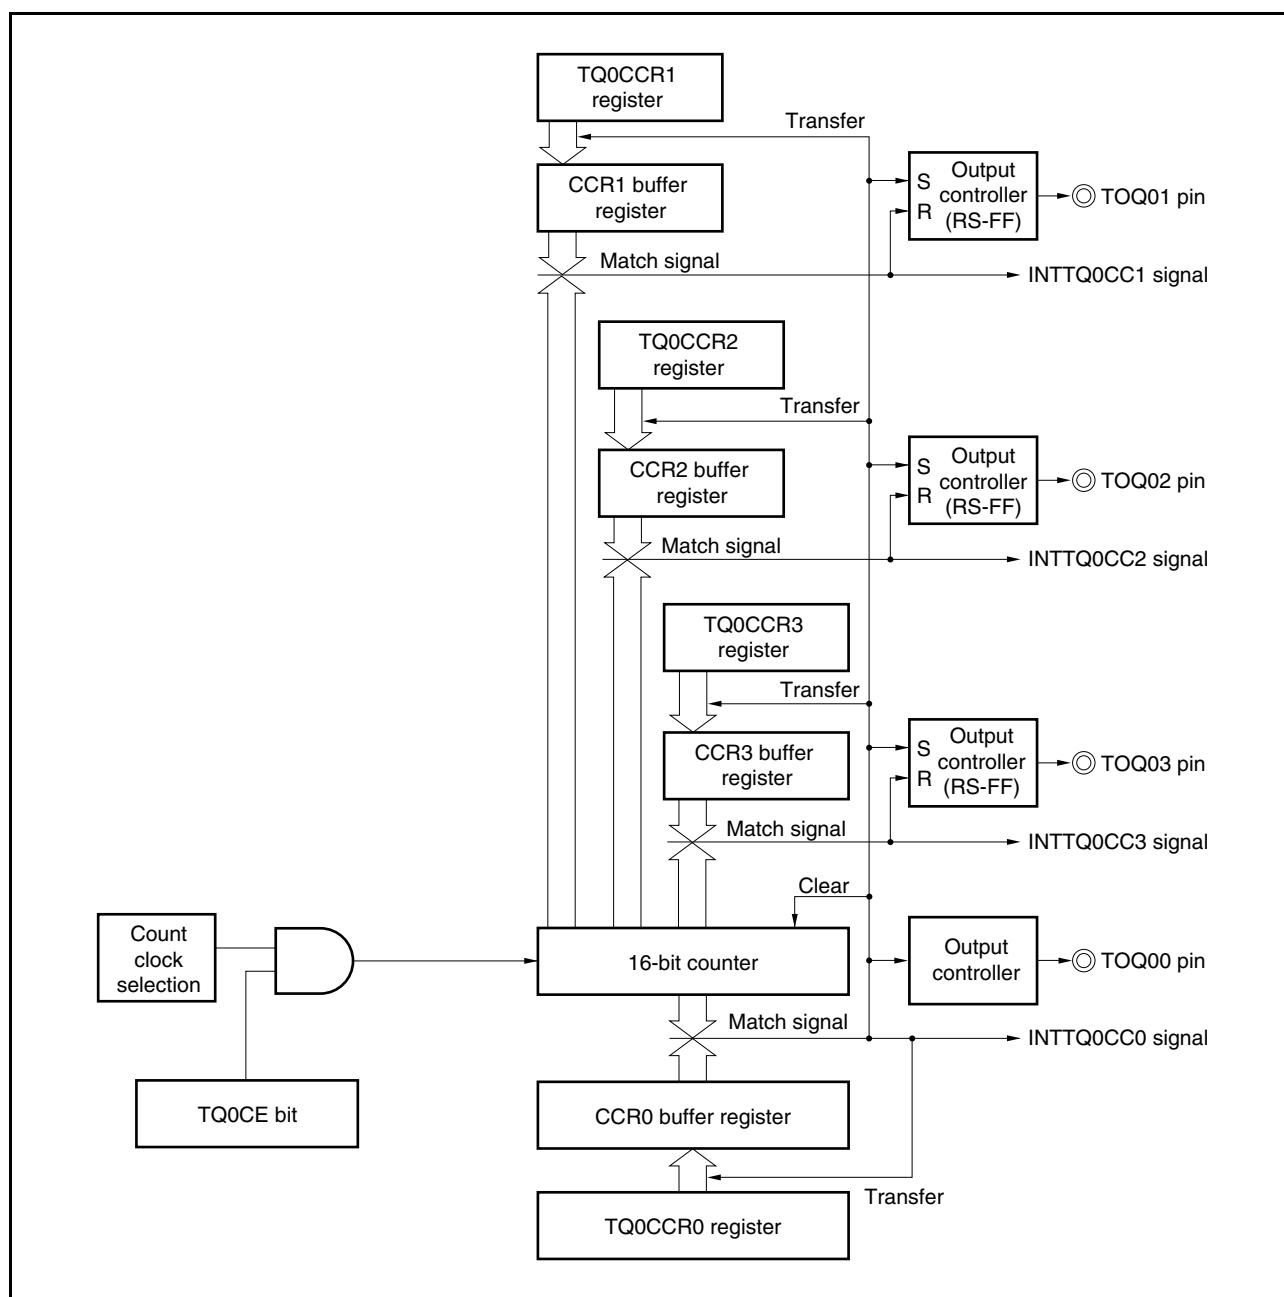 TQ0CCR1
register
Transfer
CCR1 buffer
register
S
R
Output
controller
(RS-FF)
TOQ01 pin
Match signal
INTTQ0CC1 signal
TQ0CCR2
register
Transfer
CCR2 buffer
register
S
R
Output
controller
(RS-FF)
TOQ02 pin
Match signal
INTTQ0CC2 signal
TQ0CCR3
register
Transfer
CCR3 buffer
register
S
R
Output
controller
(RS-FF)
TOQ03 pin
Match signal
INTTQ0CC3 signal
Clear
Count
clock
selection
16-bit counter
Output
controller
TOQ00 pin
Match signal
INTTQ0CC0 signal
TQ0CE bit
CCR0 buffer register
Transfer
TQ0CCR0 register